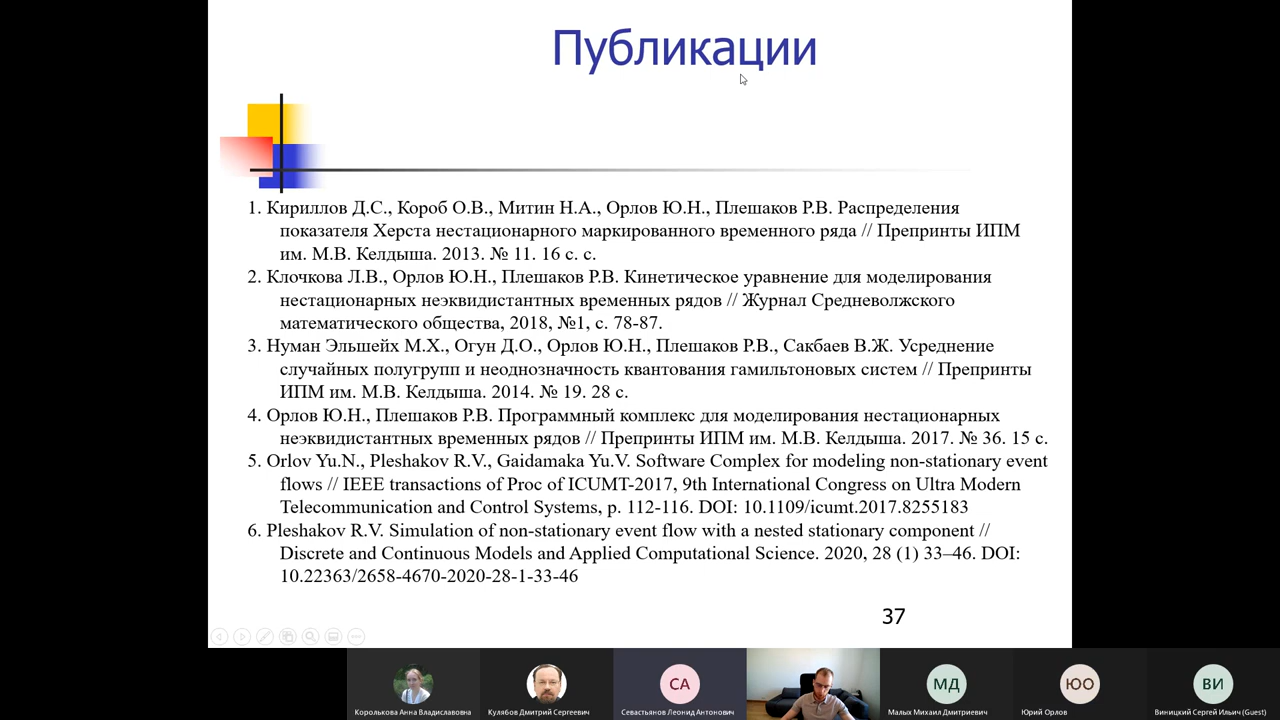 Публикации
1. Кириллов Д.С., Короб О.В., Митин Н.А., Орлов Ю.Н., Плешаков Р.В. Распределения
показателя Херста нестационарного маркированного временного ряда // Препринты ИПМ
им. М.В. Келдыша. 2013. № 11. 16 с. с.
2. Клочкова Л.В., Орлов Ю.Н., Плешаков Р.В. Кинетическое уравнение для моделирования
нестационарных неэквидистантных временных рядов // Журнал Средневолжского
математического общества, 2018, №1, с. 78-87.
3. Нуман Эльшейх М.Х., Огун Д.О., Орлов Ю.Н., Плешаков Р.В., Сакбаев В.Ж. Усреднение
случайных полугрупп и неоднозначность квантования гамильтоновых систем // Препринты
ИПМ им. М.В. Келдыша. 2014. № 19. 28 с.
4. Орлов Ю.Н., Плешаков Р.В. Программный комплекс для моделирования нестационарных
неэквидистантных временных рядов // Препринты ИПМ им. М.В. Келдыша. 2017. № 36. 15 с.
5. Orlov Yu.N., Pleshakov R.V., Gaidamaka Yu.V. Software Complex for modeling non-stationary event
flows // IEEE transactions of Proc of ICUMT-2017, 9th International Congress on Ultra Modern
Telecommunication and Control Systems, p. 112-116. DOI: 10.1109/icumt.2017.8255183
6. Pleshakov R.V. Simulation of non-stationary event flow with a nested stationary component //
Discrete and Continuous Models and Applied Computational Science. 2020, 28 (1) 33–46. DOI:
10.22363/2658-4670-2020-28-1-33-46
37
СА
МД
ЮО
ВИ
Королькова Анна Владиславовна
Кулябов Дмитрий Сергеевич
Севастьянов Леонид Антонович
Малых Михаил Дмитриевич
Юрий Орлов
Виницкий Сергей Ильич (Guest)